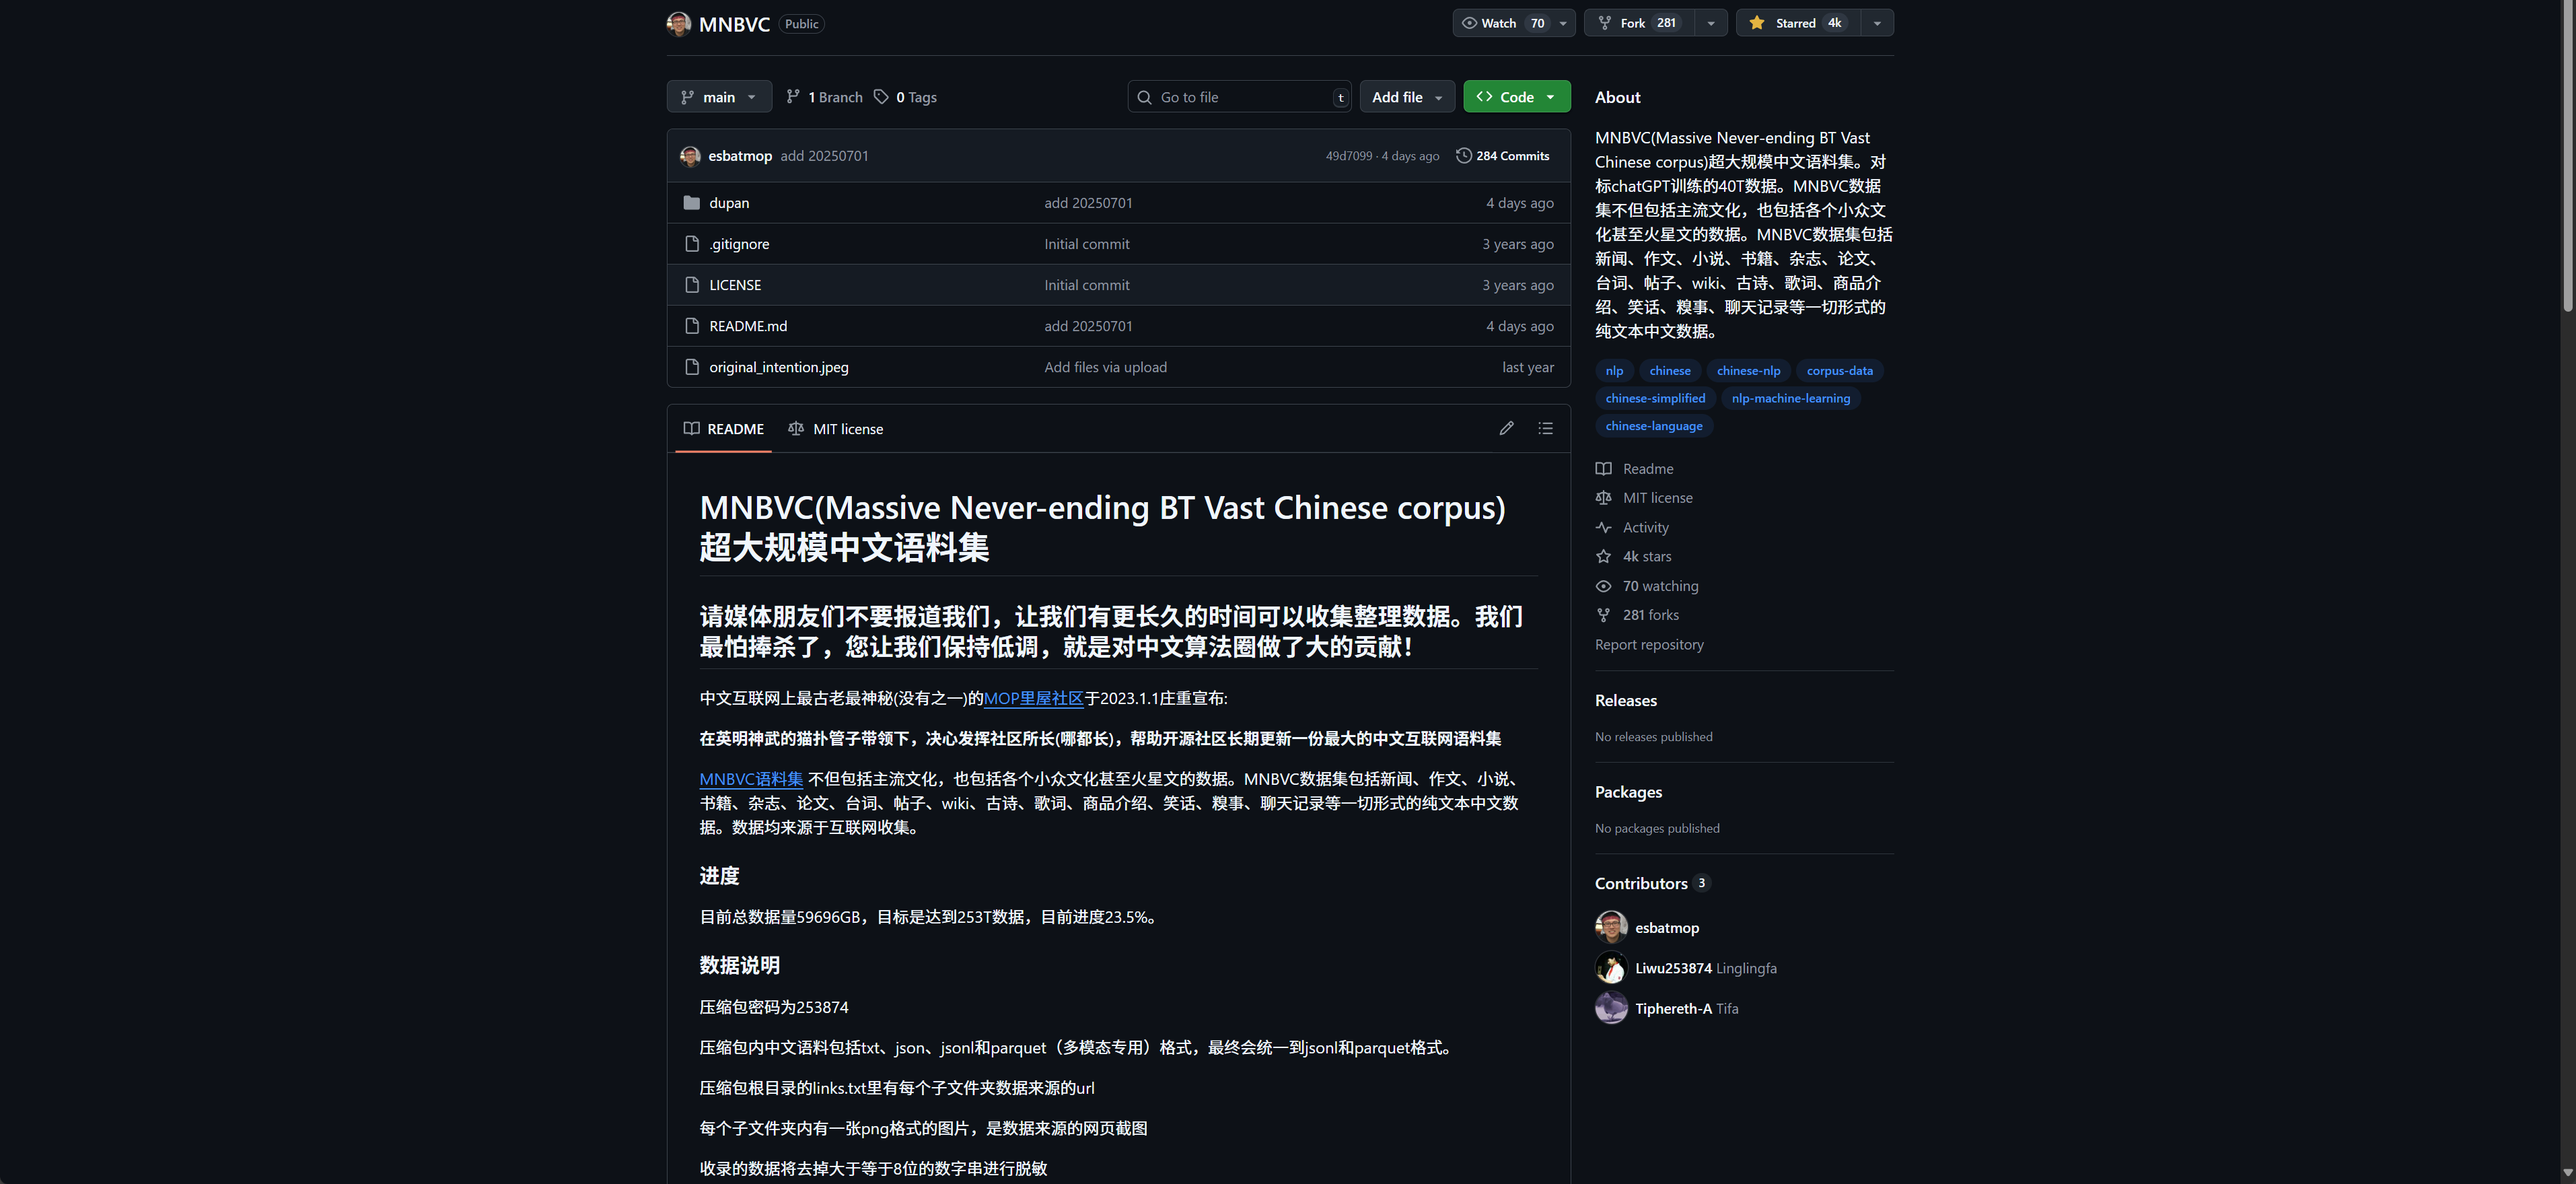 MNBVC Public
Watch 70
Fork 281
Starred 4k
main
1 Branch
0 Tags
Go to file
t
Add file
Code
esbatmop add 20250701
49d7099 · 4 days ago
284 Commits
dupan add 20250701 4 days ago
.gitignore Initial commit 3 years ago
LICENSE Initial commit 3 years ago
README.md add 20250701 4 days ago
original_intention.jpeg Add files via upload last year
README
MIT license
MNBVC(Massive Never-ending BT Vast Chinese corpus)
超大规模中文语料集
请媒体朋友们不要报道我们，让我们有更长久的时间可以收集整理数据。我们
最怕捧杀了，您让我们保持低调，就是对中文算法圈做了大的贡献！
中文互联网上最古老最神秘(没有之一)的MOP里屋社区于2023.1.1庄重宣布:
在英明神武的猫扑管子带领下，决心发挥社区所长(哪都长)，帮助开源社区长期更新一份最大的中文互联网语料集
MNBVC语料集 不但包括主流文化，也包括各个小众文化甚至火星文的数据。MNBVC数据集包括新闻、作文、小说、
书籍、杂志、论文、台词、帖子、wiki、古诗、歌词、商品介绍、笑话、糗事、聊天记录等一切形式的纯文本中文数
据。数据均来源于互联网收集。
进度
目前总数据量59696GB，目标是达到253T数据，目前进度23.5%。
数据说明
压缩包密码为253874
压缩包内中文语料包括txt、json、jsonl和parquet（多模态专用）格式，最终会统一到jsonl和parquet格式。
压缩包根目录的links.txt里有每个子文件夹数据来源的url
每个子文件夹内有一张png格式的图片，是数据来源的网页截图
收录的数据将去掉大于等于8位的数字串进行脱敏
About
MNBVC(Massive Never-ending BT Vast
Chinese corpus)超大规模中文语料集。对
标chatGPT训练的40T数据。MNBVC数据
集不但包括主流文化，也包括各个小众文
化甚至火星文的数据。MNBVC数据集包括
新闻、作文、小说、书籍、杂志、论文、
台词、帖子、wiki、古诗、歌词、商品介
绍、笑话、糗事、聊天记录等一切形式的
纯文本中文数据。
nlp chinese chinese-nlp corpus-data
chinese-simplified nlp-machine-learning
chinese-language
Readme
MIT license
Activity
4k stars
70 watching
281 forks
Report repository
Releases
No releases published
Packages
No packages published
Contributors 3
esbatmop
Liwu253874 Linglingfa
Tiphereth-A Tifa